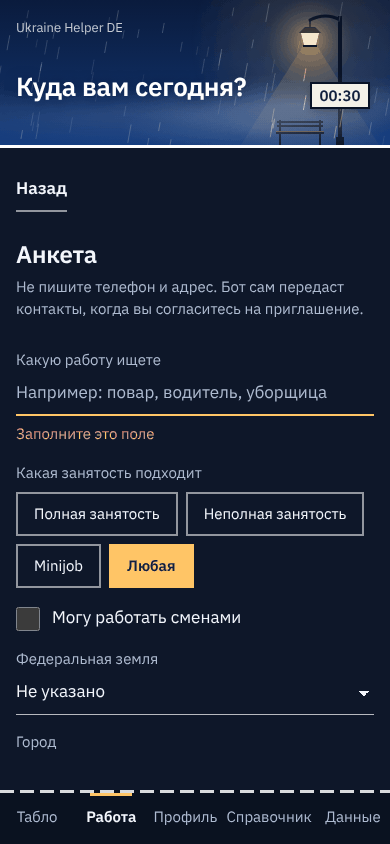 Ukraine Helper DE
Куда вам сегодня?
00:30
Назад
Анкета
Не пишите телефон и адрес. Бот сам передаст
контакты, когда вы согласитесь на приглашение.
Какую работу ищете
Например: повар, водитель, уборщица
Заполните это поле
Какая занятость подходит
Полная занятость
Неполная занятость
Minijob
Любая
Могу работать сменами
Федеральная земля
Не указано
Город
Табло
Работа
Профиль
Справочник
Данные